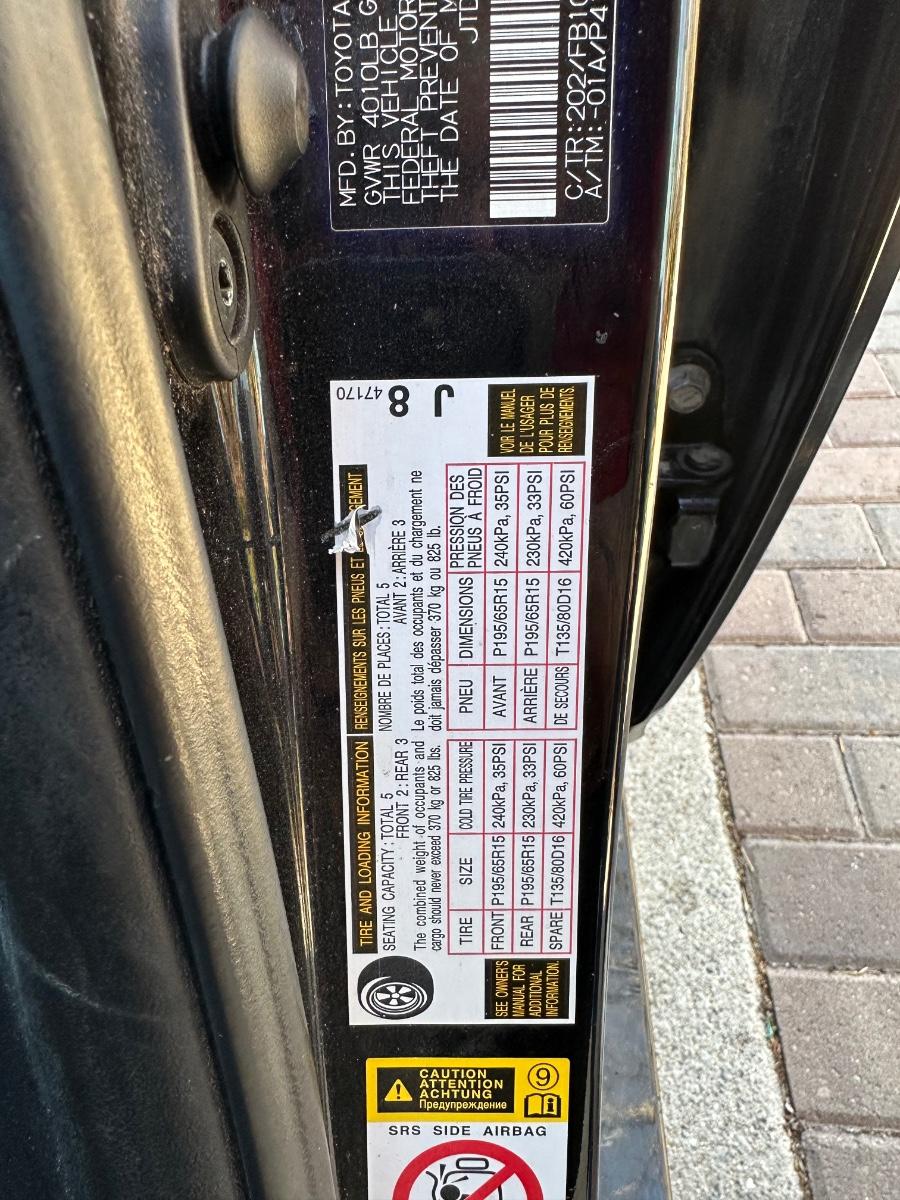 MFD. BY: TOYOTA
GVWR 4010LB
THIS VEHICLE
FEDERAL MOTOR
THEFT PREVENT
THE DATE OF M
JTD
C/TR: 202/FB10
A/TM: -01A/P4
47170
J 8
TIRE AND LOADING INFORMATION
SEATING CAPACITY: TOTAL 5
FRONT 2: REAR 3
The combined weight of occupants and
cargo should never exceed 370 kg or 825 lbs.
TIRE SIZE COLD TIRE PRESSURE
FRONT P195/65R15 240kPa, 35PSI
REAR P195/65R15 230kPa, 33PSI
SPARE T135/80D16 420kPa, 60PSI
SEE OWNER'S
MANUAL FOR
ADDITIONAL
INFORMATION.
RENSEIGNEMENTS SUR LES PNEUS ET
NOMBRE DE PLACES: TOTAL 5
AVANT 2: ARRIÈRE 3
Le poids total des occupants et du chargement ne
doit jamais dépasser 370 kg ou 825 lb.
PNEU DIMENSIONS PRESSION DES
PNEUS À FROID
AVANT P195/65R15 240kPa, 35PSI
ARRIÈRE P195/65R15 230kPa, 33PSI
DE SECOURS T135/80D16 420kPa, 60PSI
VOIR LE MANUEL
DE L'USAGER
POUR PLUS DE
RENSEIGNEMENTS.
CAUTION
ATTENTION
ACHTUNG
Предупреждение
9
SRS SIDE AIRBAG